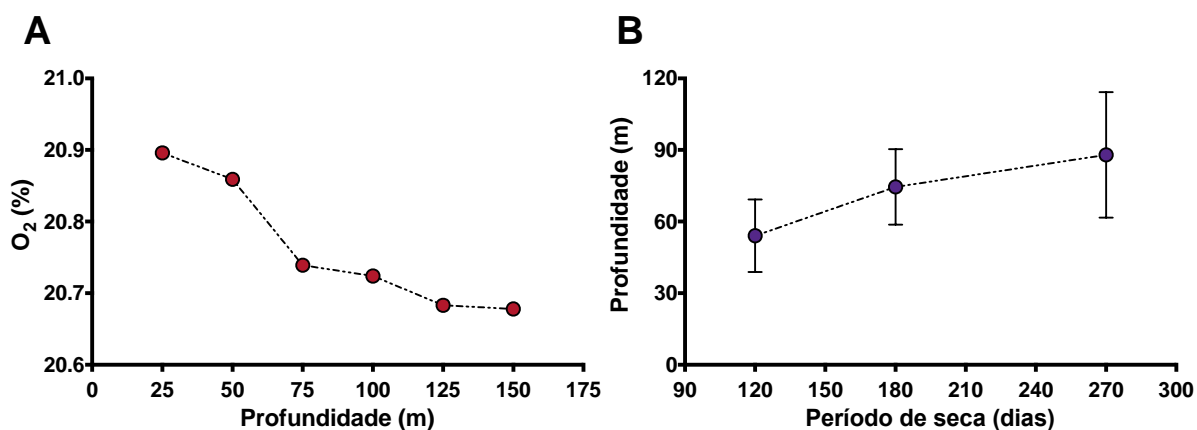 A
21.0
20.9
20.8
20.7
20.6
O2 (%)
0 25 50 75 100 125 150 175
Profundidade (m)
B
120
90
60
30
0
Profundidade (m)
90 120 150 180 210 240 270 300
Período de seca (dias)